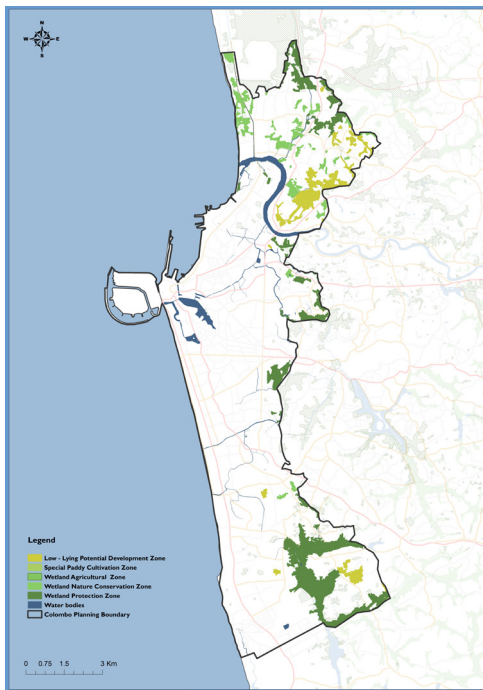 N
W E
S
Legend
Low - Lying Potential Development Zone
Special Paddy Cultivation Zone
Wetland Agricultural Zone
Wetland Nature Conservation Zone
Wetland Protection Zone
Water bodies
Colombo Planning Boundary
0 0.75 1.5 3 Km